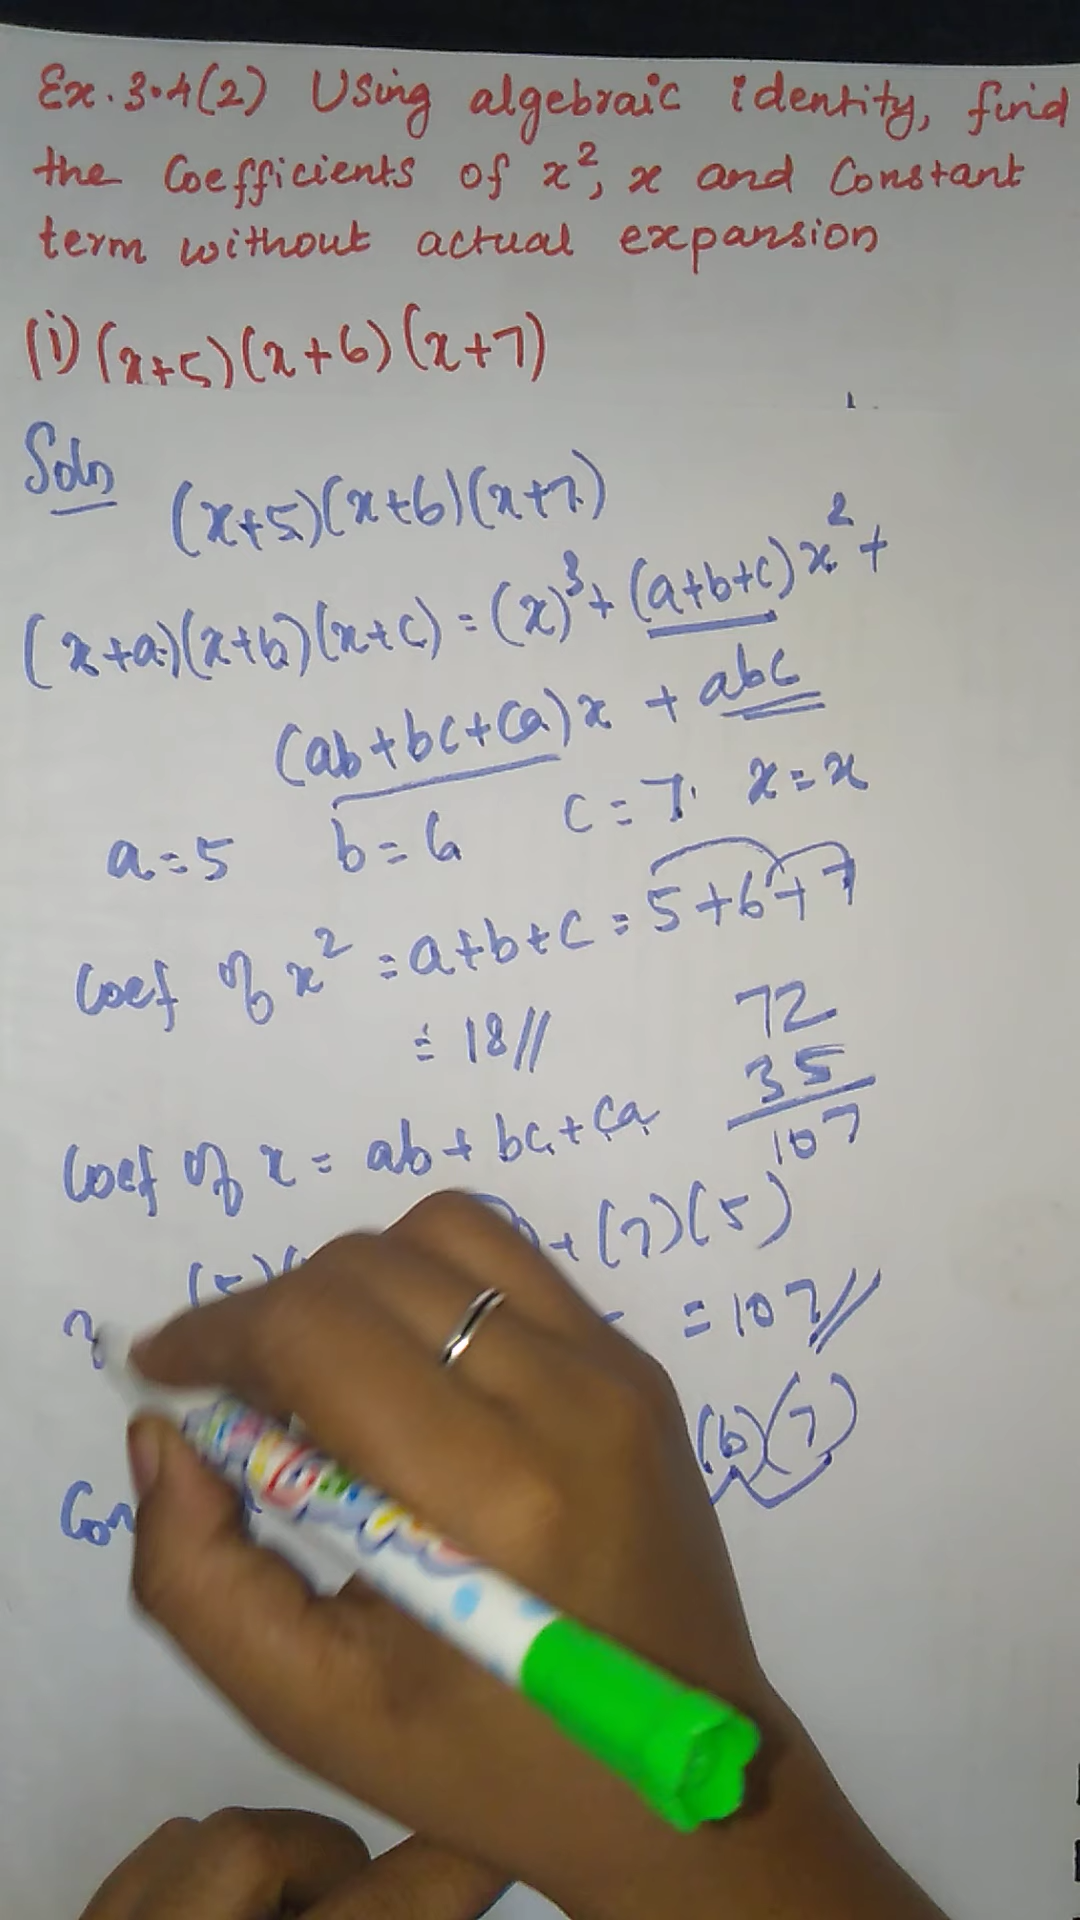 Ex. 3.4(2) Using algebraic identity, find
the Coefficients of x², x and Constant
term without actual expansion
(i) (x+5)(x+6)(x+7)
Soln
(x+5)(x+6)(x+7)
(x+a)(x+b)(x+c) = (x)³ + (a+b+c)x² +
(ab+bc+ca)x + abc
a=5 b=6 c=7. x=x
Coef of x² = a+b+c = 5+6+7
= 18//
72
35
107
Coef of x = ab + bc + ca
(5)( + (7)(5)
= 107//
(6)(7)